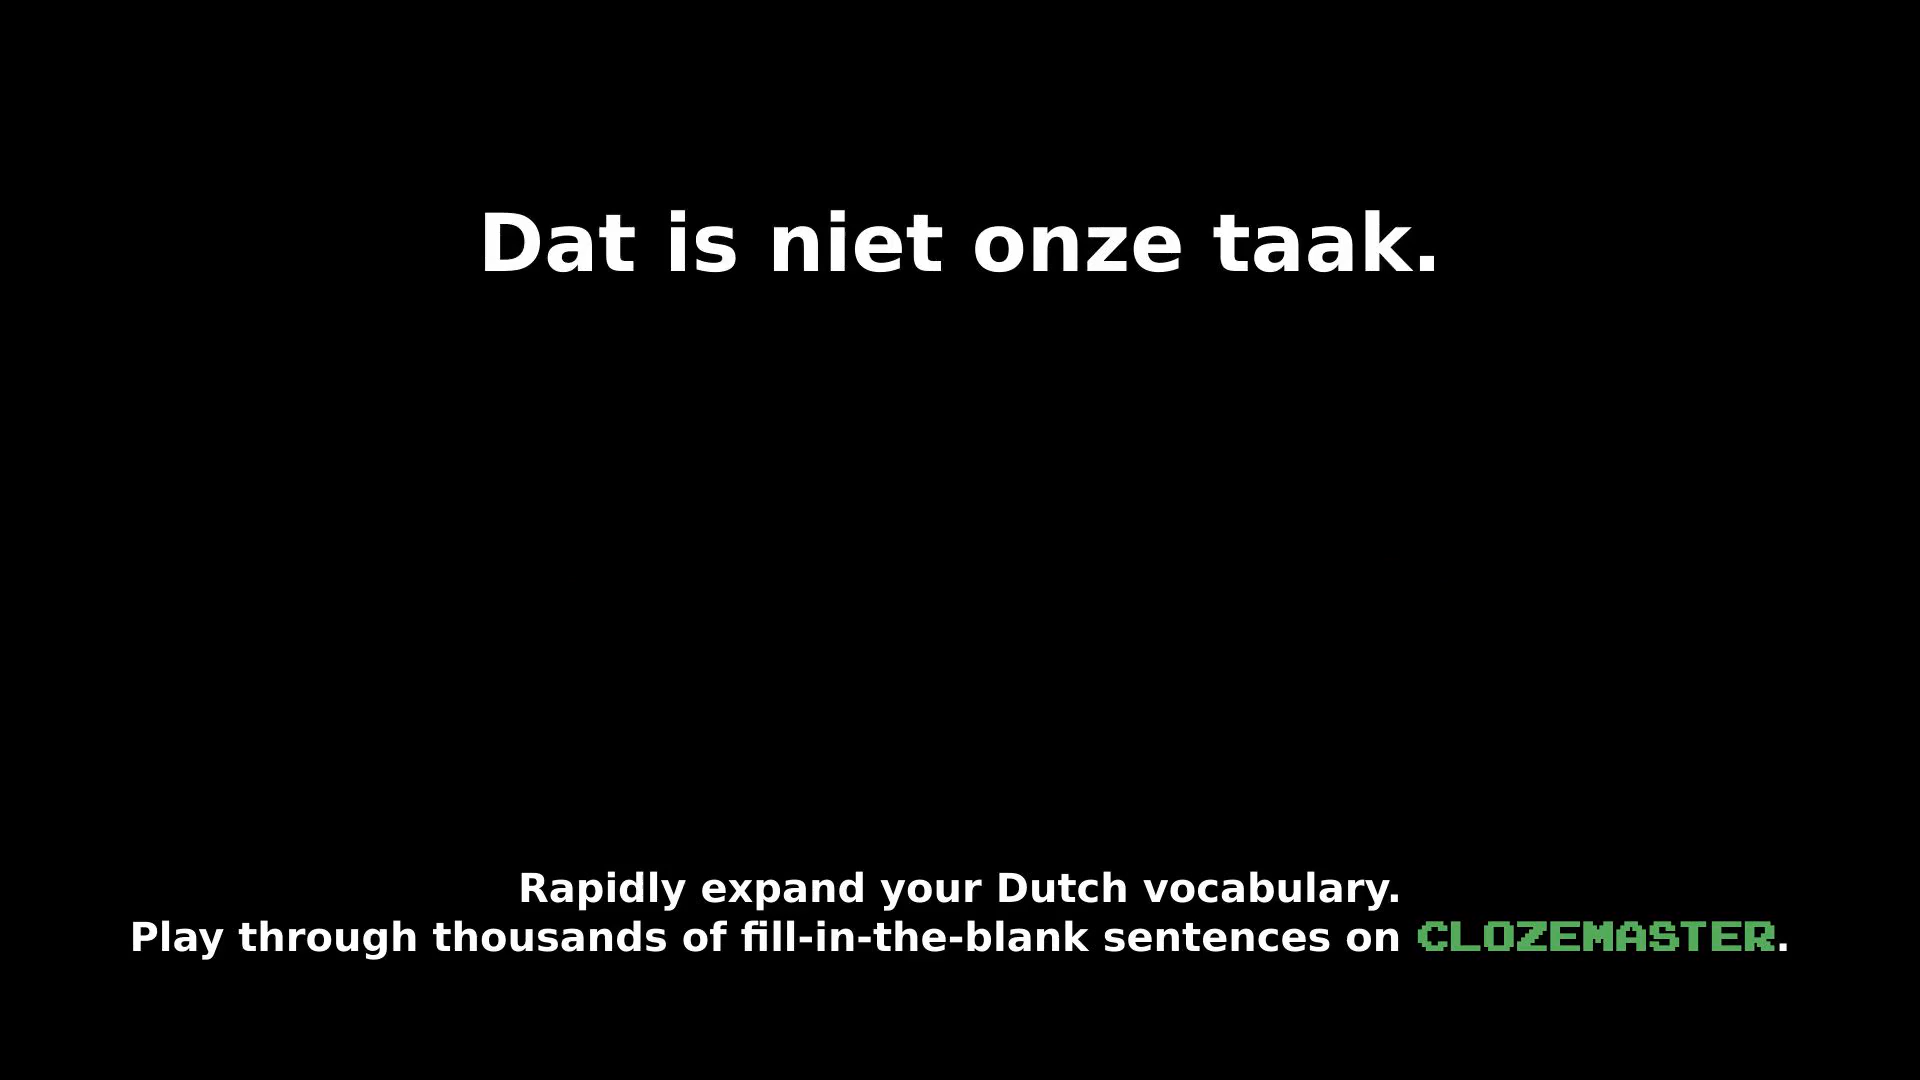 Dat is niet onze taak.
Rapidly expand your Dutch vocabulary.
Play through thousands of fill-in-the-blank sentences on CLOZEMASTER.